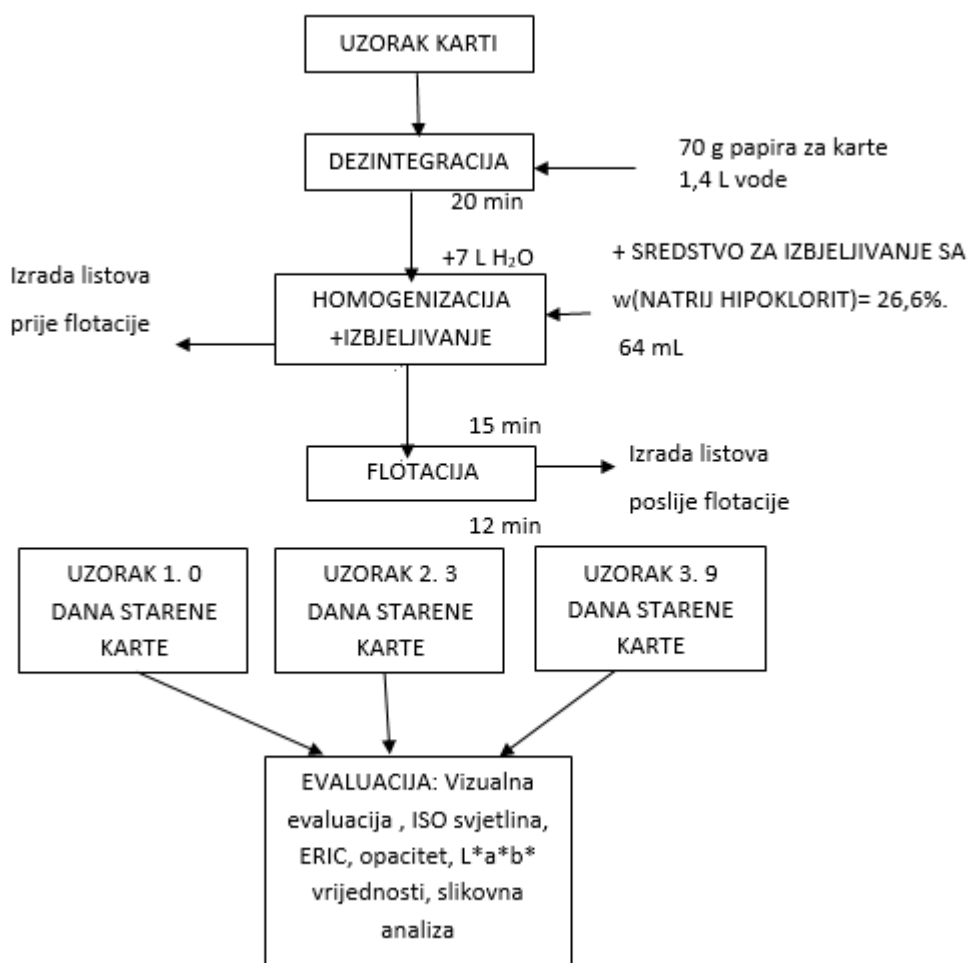 UZORAK KARTI
DEZINTEGRACIJA
70 g papira za karte
1,4 L vode
20 min
+7 L H₂O
+ SREDSTVO ZA IZBJELJIVANJE SA
w(NATRIJ HIPOKLORIT)= 26,6%.
64 mL
Izrada listova
prije flotacije
HOMOGENIZACIJA
+IZBJELJIVANJE
15 min
FLOTACIJA
Izrada listova
poslije flotacije
12 min
UZORAK 1. 0
DANA STARENE
KARTE
UZORAK 2. 3
DANA STARENE
KARTE
UZORAK 3. 9
DANA STARENE
KARTE
EVALUACIJA: Vizualna
evaluacija , ISO svjetlina,
ERIC, opacitet, L*a*b*
vrijednosti, slikovna
analiza